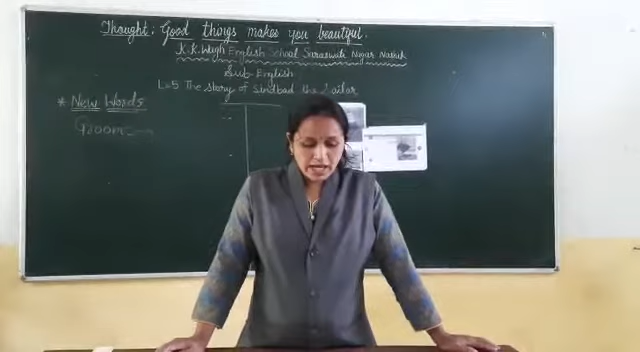 Thought: Good things makes you beautiful.
K.K.Wagh English School Saraswati Nagar Nashik
Sub- English
L-5 The Story of Sindbad the Sailor
* New Words
Groom-